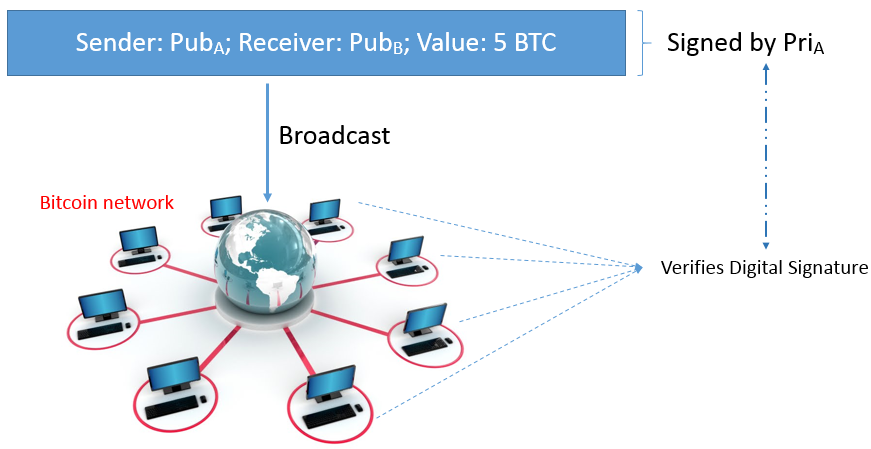 Sender: PubA; Receiver: PubB; Value: 5 BTC
Signed by PriA
Broadcast
Bitcoin network
Verifies Digital Signature